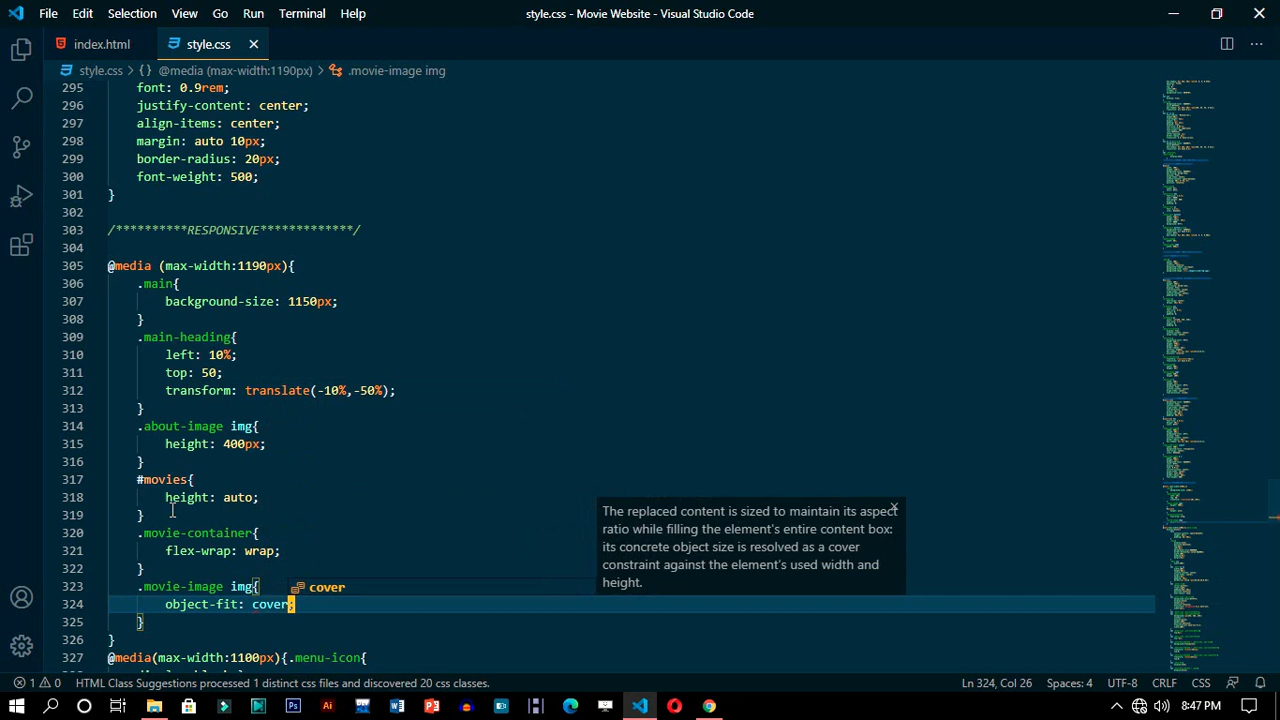 File Edit Selection View Go Run Terminal Help style.css - Movie Website - Visual Studio Code
index.html style.css
style.css > {} @media (max-width:1190px) > .movie-image img
295 font: 0.9rem;
296 justify-content: center;
297 align-items: center;
298 margin: auto 10px;
299 border-radius: 20px;
300 font-weight: 500;
301 }
302
303 /**********RESPONSIVE*************/
304
305 @media (max-width:1190px){
306 .main{
307 background-size: 1150px;
308 }
309 .main-heading{
310 left: 10%;
311 top: 50;
312 transform: translate(-10%,-50%);
313 }
314 .about-image img{
315 height: 400px;
316 }
317 #movies{
318 height: auto;
319 }
320 .movie-container{
321 flex-wrap: wrap;
322 }
323 .movie-image img{
324 object-fit: cover;
325 }
326 }
327 @media(max-width:1100px){.menu-icon{
cover
The replaced content is sized to maintain its aspect
ratio while filling the element's entire content box:
its concrete object size is resolved as a cover
constraint against the element's used width and
height.
1 0 HTML Class Suggestions processed 1 distinct css files and discovered 20 css classes. Ln 324, Col 26 Spaces: 4 UTF-8 CRLF CSS
8:47 PM